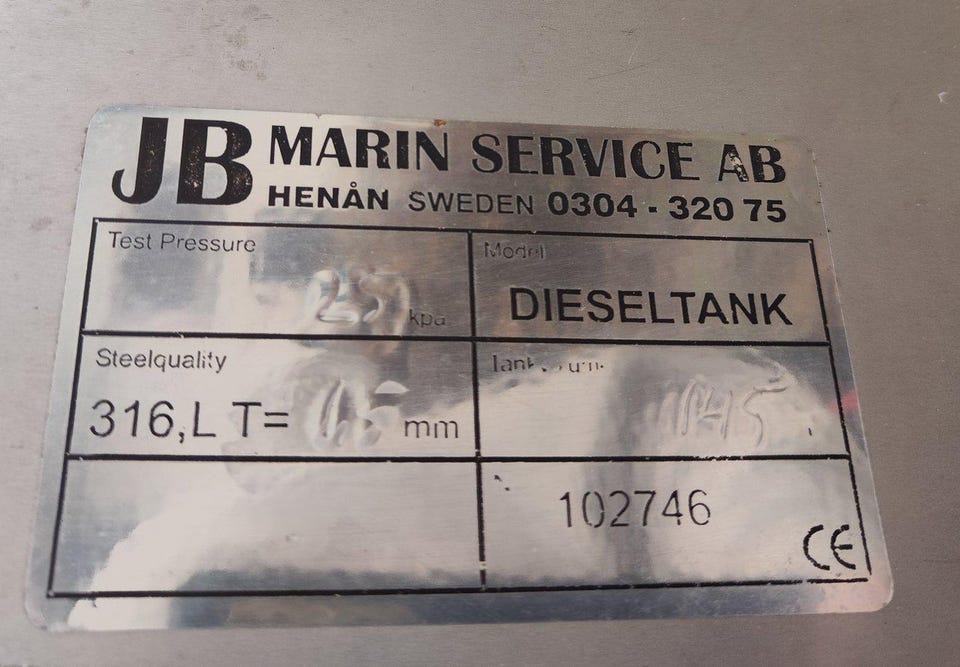 JB MARIN SERVICE AB
HENÅN SWEDEN 0304 - 320 75
Test Pressure
25 kpa
Model
DIESELTANK
Steelquality
316,L T= mm
102746
CE